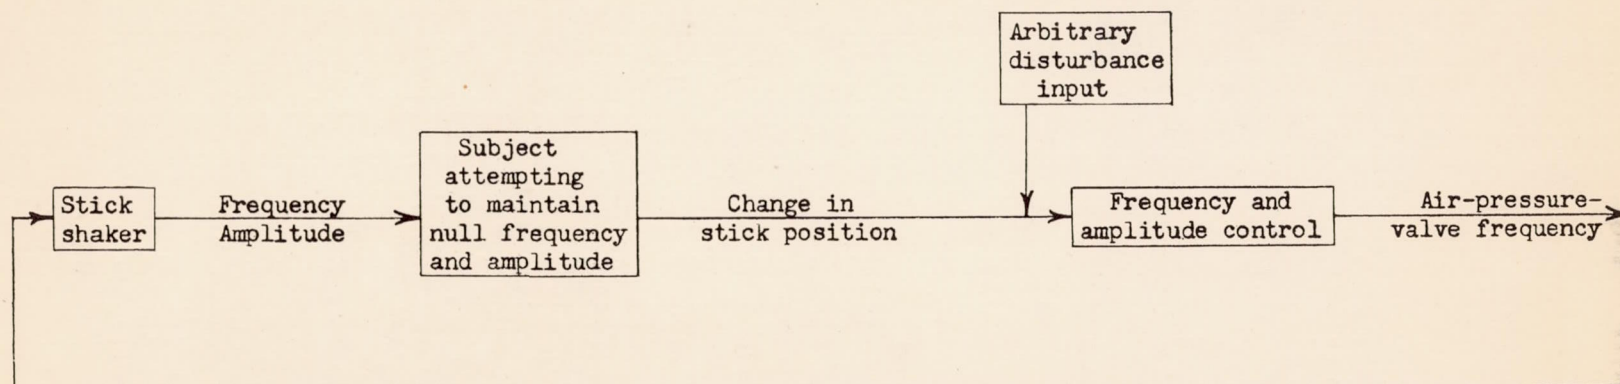 Arbitrary
disturbance
input
Stick
shaker
Frequency
Amplitude
Subject
attempting
to maintain
null frequency
and amplitude
Change in
stick position
Frequency and
amplitude control
Air-pressure-
valve frequency